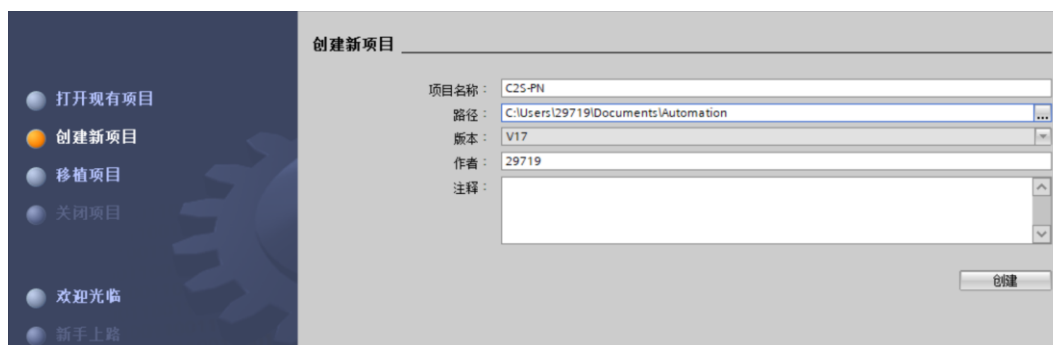 创建新项目
打开现有项目
创建新项目
移植项目
关闭项目
欢迎光临
新手上路
项目名称： C2S-PN
路径： C:\Users\29719\Documents\Automation
...
版本： V17
作者： 29719
注释：
创建